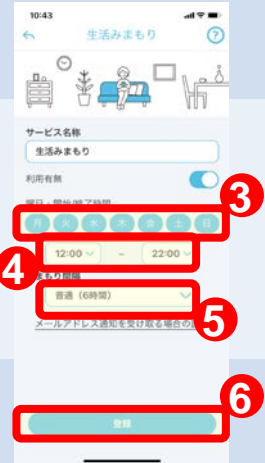 10:43
生活みまもり
?
サービス名称
生活みまもり
利用有無
曜日・開始/終了時間
3
月 火 水 木 金 土 日
4
12:00 ~ 22:00
まもり間隔
普通（6時間）
5
メールアドレス通知を受け取る場合の
6
登録